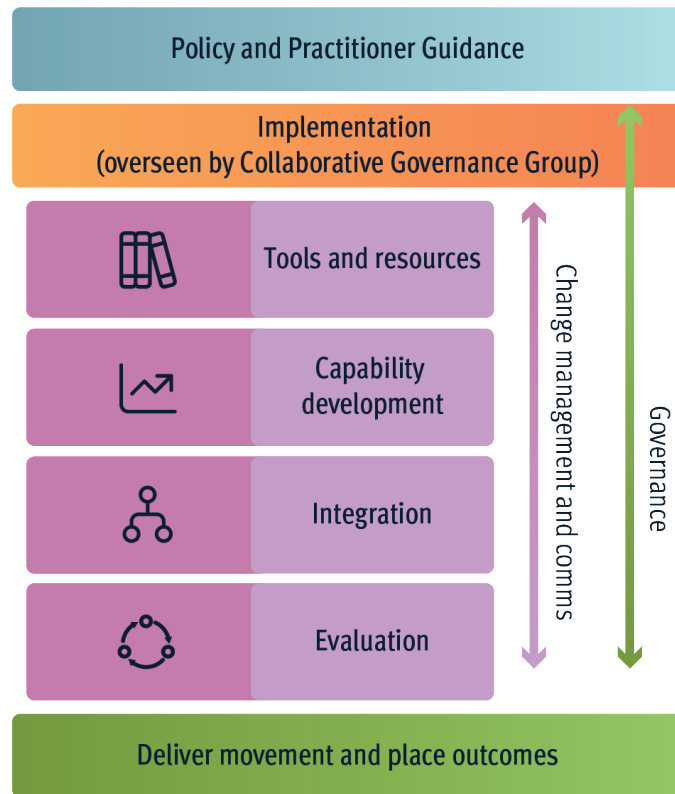 Policy and Practitioner Guidance
Implementation
(overseen by Collaborative Governance Group)
Tools and resources
Capability
development
Integration
Evaluation
Change management and comms
Governance
Deliver movement and place outcomes